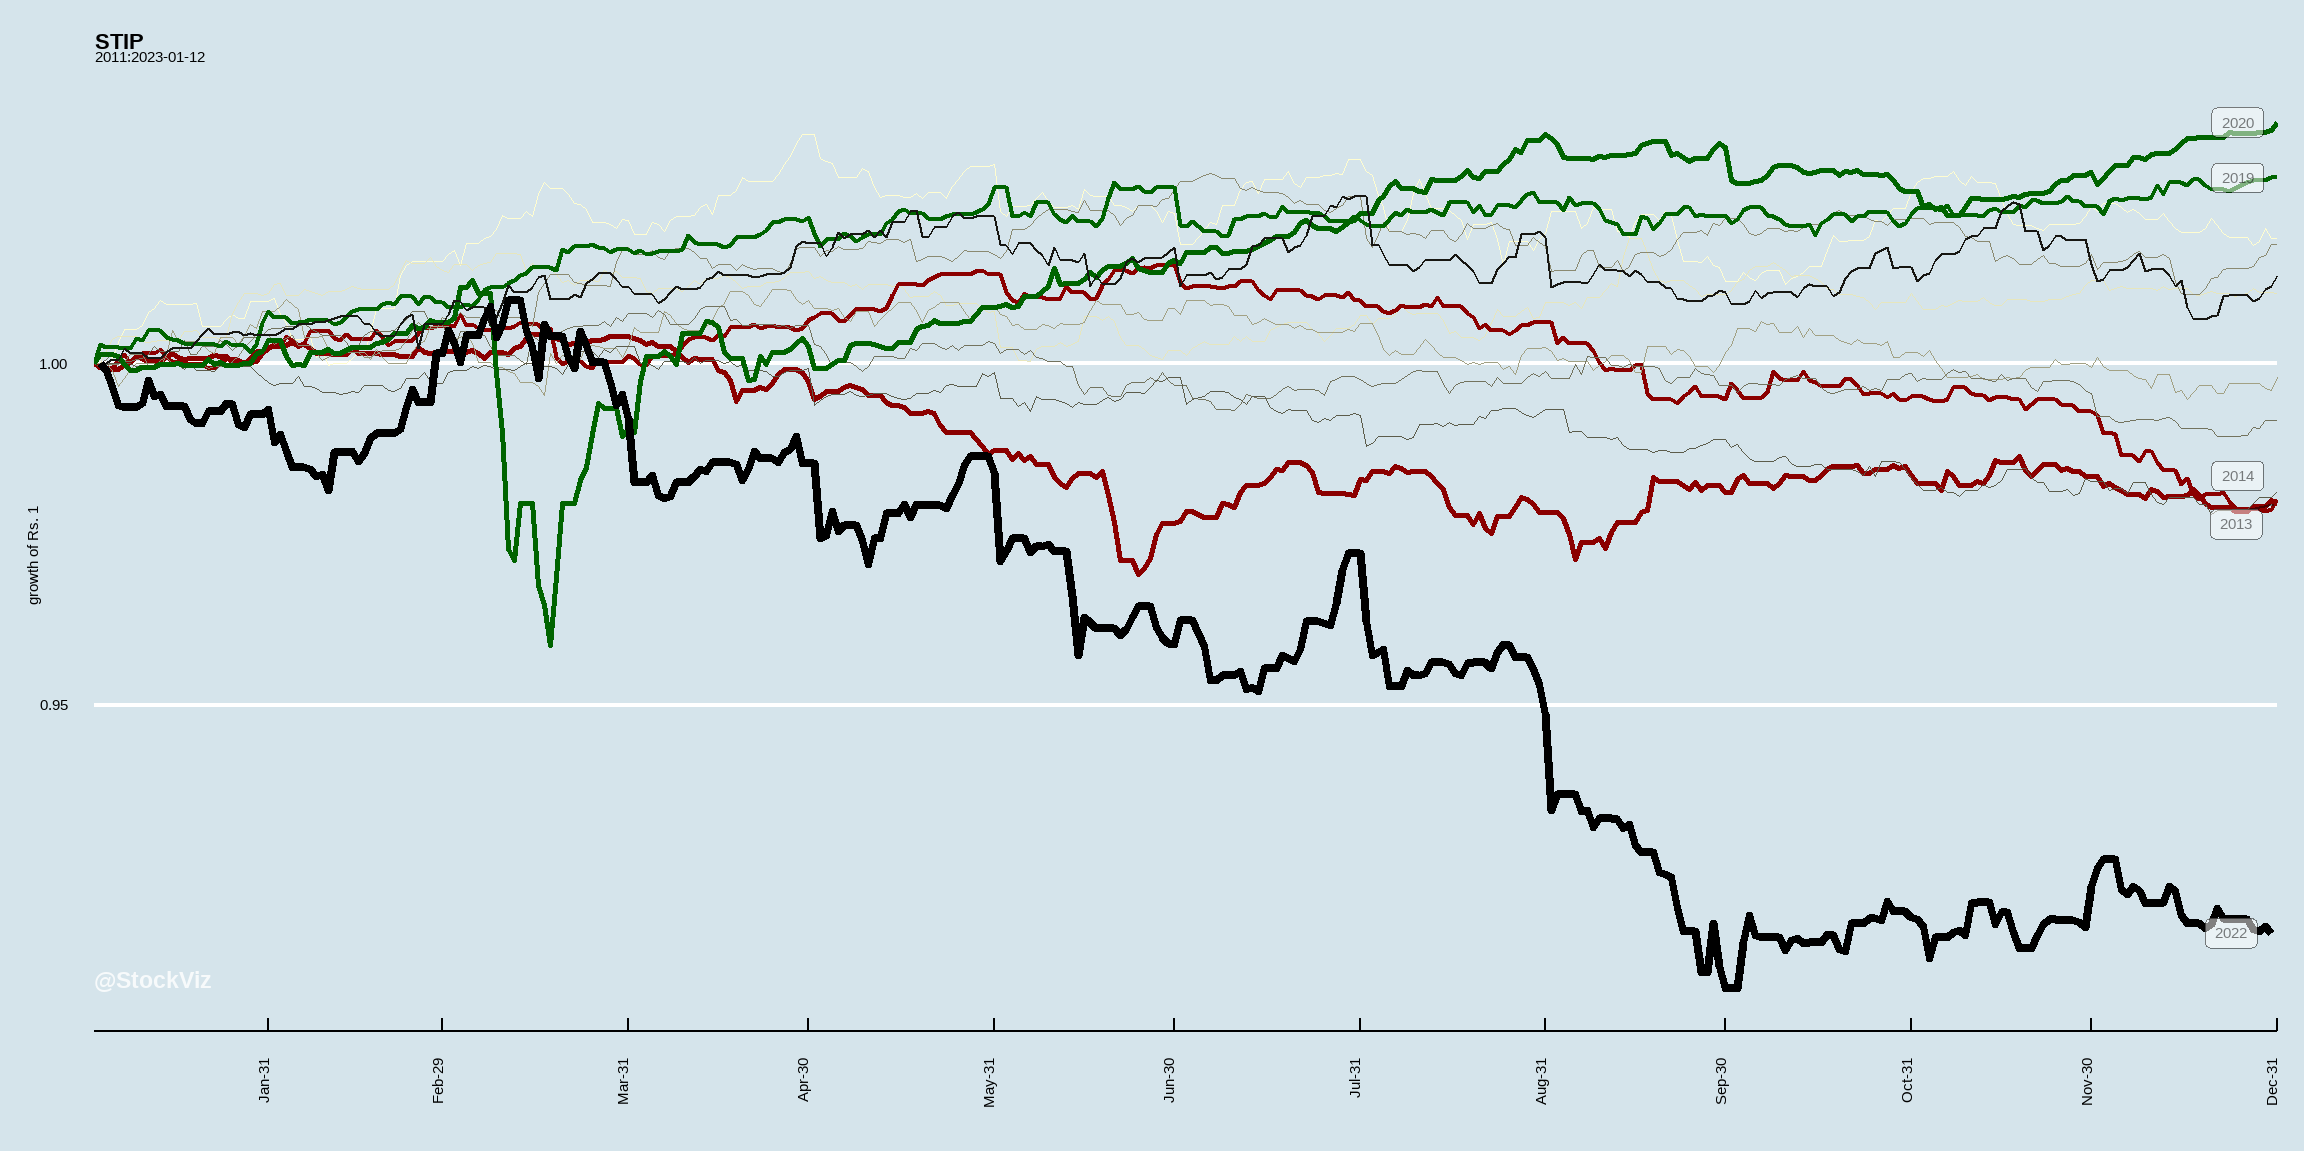 STIP
2011:2023-01-12
2020
2019
1.00
2014
2013
growth of Rs. 1
0.95
2022
@StockViz
Jan-31
Feb-29
Mar-31
Apr-30
May-31
Jun-30
Jul-31
Aug-31
Sep-30
Oct-31
Nov-30
Dec-31